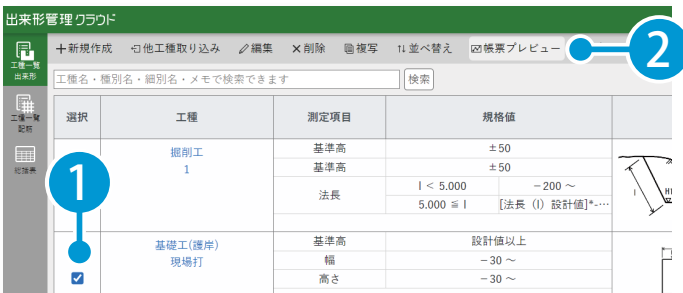 出来形管理クラウド
工種一覧
出来形
工種一覧
配筋
総括表
＋新規作成 他工種取り込み 編集 ×削除 複写 ↑↓並べ替え 帳票プレビュー
2
工種名・種別名・細別名・メモで検索できます 検索
選択 工種 測定項目 規格値
掘削工
1
基準高 ±50
基準高 ±50
法長 l < 5.000 －200 ～
5.000 ≦ l [法長（l）設計値]*-…
l
1
基礎工(護岸)
現場打
基準高 設計値以上
幅 －30 ～
高さ －30 ～